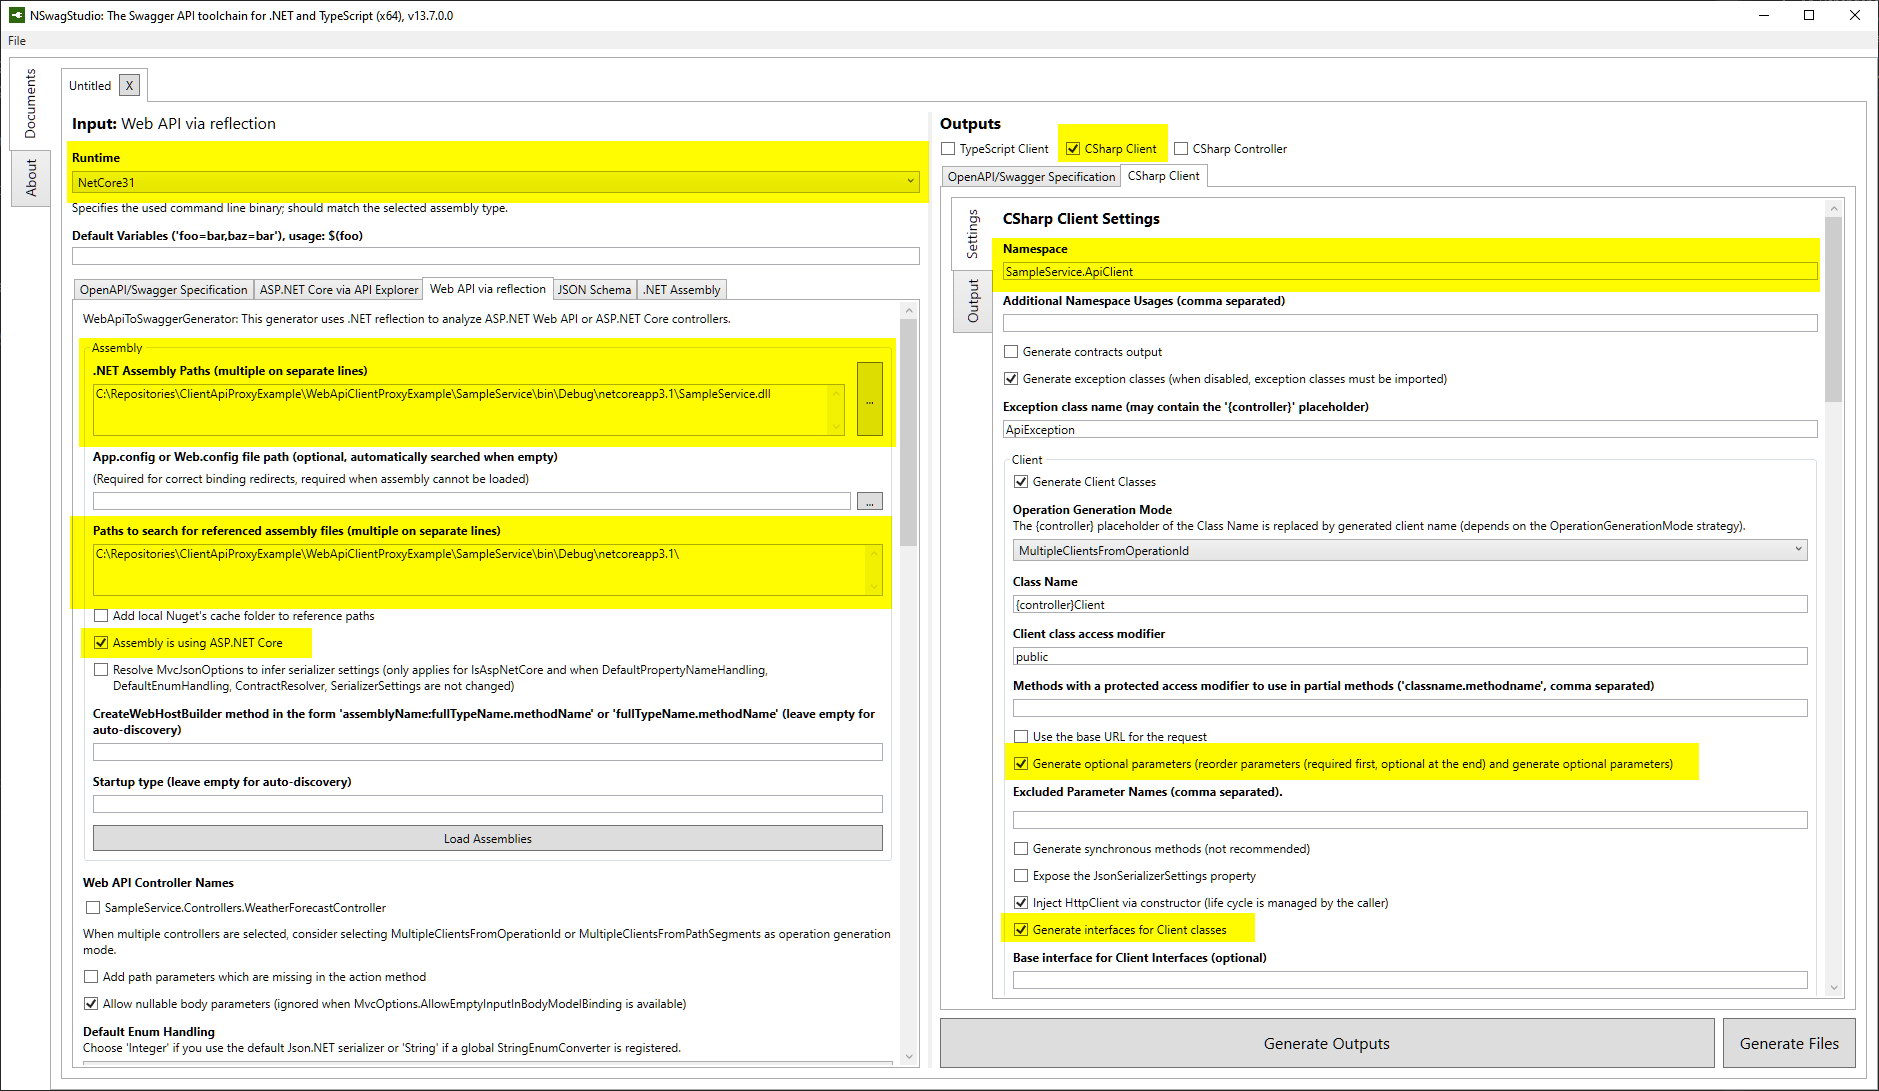 NSwagStudio: The Swagger API toolchain for .NET and TypeScript (x64), v13.7.0.0
File
Documents
About
Untitled X
Input: Web API via reflection
Runtime
NetCore31
Specifies the used command line binary; should match the selected assembly type.
Default Variables ('foo=bar,baz=bar'), usage: $(foo)
OpenAPI/Swagger Specification ASP.NET Core via API Explorer Web API via reflection JSON Schema .NET Assembly
WebApiToSwaggerGenerator: This generator uses .NET reflection to analyze ASP.NET Web API or ASP.NET Core controllers.
Assembly
.NET Assembly Paths (multiple on separate lines)
C:\Repositories\ClientApiProxyExample\WebApiClientProxyExample\SampleService\bin\Debug\netcoreapp3.1\SampleService.dll
...
App.config or Web.config file path (optional, automatically searched when empty)
(Required for correct binding redirects, required when assembly cannot be loaded)
...
Paths to search for referenced assembly files (multiple on separate lines)
C:\Repositories\ClientApiProxyExample\WebApiClientProxyExample\SampleService\bin\Debug\netcoreapp3.1\
Add local Nuget's cache folder to reference paths
Assembly is using ASP.NET Core
Resolve MvcJsonOptions to infer serializer settings (only applies for IsAspNetCore and when DefaultPropertyNameHandling,
DefaultEnumHandling, ContractResolver, SerializerSettings are not changed)
CreateWebHostBuilder method in the form 'assemblyName:fullTypeName.methodName' or 'fullTypeName.methodName' (leave empty for
auto-discovery)
Startup type (leave empty for auto-discovery)
Load Assemblies
Web API Controller Names
SampleService.Controllers.WeatherForecastController
When multiple controllers are selected, consider selecting MultipleClientsFromOperationId or MultipleClientsFromPathSegments as operation generation
mode.
Add path parameters which are missing in the action method
Allow nullable body parameters (ignored when MvcOptions.AllowEmptyInputInBodyModelBinding is available)
Default Enum Handling
Choose 'Integer' if you use the default Json.NET serializer or 'String' if a global StringEnumConverter is registered.
Outputs
TypeScript Client CSharp Client CSharp Controller
OpenAPI/Swagger Specification CSharp Client
Settings
Output
CSharp Client Settings
Namespace
SampleService.ApiClient
Additional Namespace Usages (comma separated)
Generate contracts output
Generate exception classes (when disabled, exception classes must be imported)
Exception class name (may contain the '{controller}' placeholder)
ApiException
Client
Generate Client Classes
Operation Generation Mode
The {controller} placeholder of the Class Name is replaced by generated client name (depends on the OperationGenerationMode strategy).
MultipleClientsFromOperationId
Class Name
{controller}Client
Client class access modifier
public
Methods with a protected access modifier to use in partial methods ('classname.methodname', comma separated)
Use the base URL for the request
Generate optional parameters (reorder parameters (required first, optional at the end) and generate optional parameters)
Excluded Parameter Names (comma separated).
Generate synchronous methods (not recommended)
Expose the JsonSerializerSettings property
Inject HttpClient via constructor (life cycle is managed by the caller)
Generate interfaces for Client classes
Base interface for Client Interfaces (optional)
Generate Outputs
Generate Files